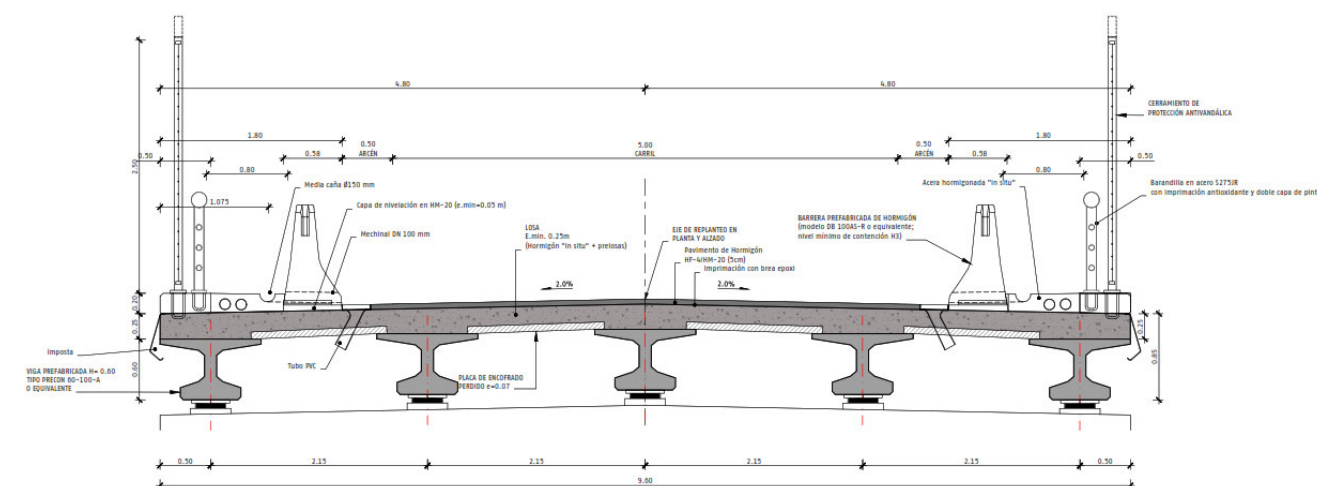 4.80
4.80
CERRAMIENTO DE
PROTECCIÓN ANTIVANDÁLICA
2.50
1.80
0.50
ARCÉN
5.00
CARRIL
0.50
ARCÉN
1.80
0.50
0.58
0.58
0.50
0.80
0.80
Media caña Ø150 mm
Acera hormigonada "in situ"
Barandilla en acero S275JR
con imprimación antioxidante y doble capa de pint
1.075
Capa de nivelación en HM-20 (e.min=0.05 m)
Mechinal DN 100 mm
LOSA
E.min. 0.25m
(Hormigón "in situ" + prelosas)
EJE DE REPLANTEO EN
PLANTA Y ALZADO
BARRERA PREFABRICADA DE HORMIGÓN
(modelo DB 100AS-R o equivalente;
nivel mínimo de contención H3)
Pavimento de Hormigón
HF-4/HM-20 (5cm)
Imprimación con brea epoxi
2.0%
2.0%
0.20
0.25
0.60
0.25
0.85
Imposta
Tubo PVC
VIGA PREFABRICADA H= 0.60
TIPO PRECON 60-100-A
O EQUIVALENTE
PLACA DE ENCOFRADO
PERDIDO e=0.07
0.50
2.15
2.15
2.15
2.15
0.50
9.60